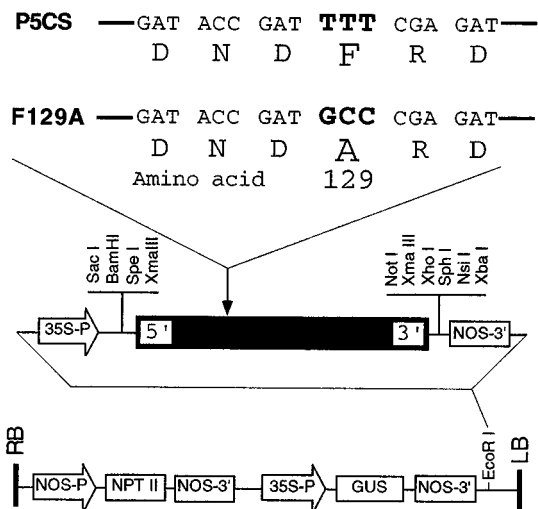 P5CS GAT ACC GAT TTT CGA GAT
D N D F R D
F129A GAT ACC GAT GCC CGA GAT
D N D A R D
Amino acid 129
Sac I
BamHI
Spe I
XmaIII
Not I
Xma III
Xho I
Sph I
Nsi I
Xba I
35S-P 5' 3' NOS-3'
EcoR I
RB LB
NOS-P NPT II NOS-3' 35S-P GUS NOS-3'